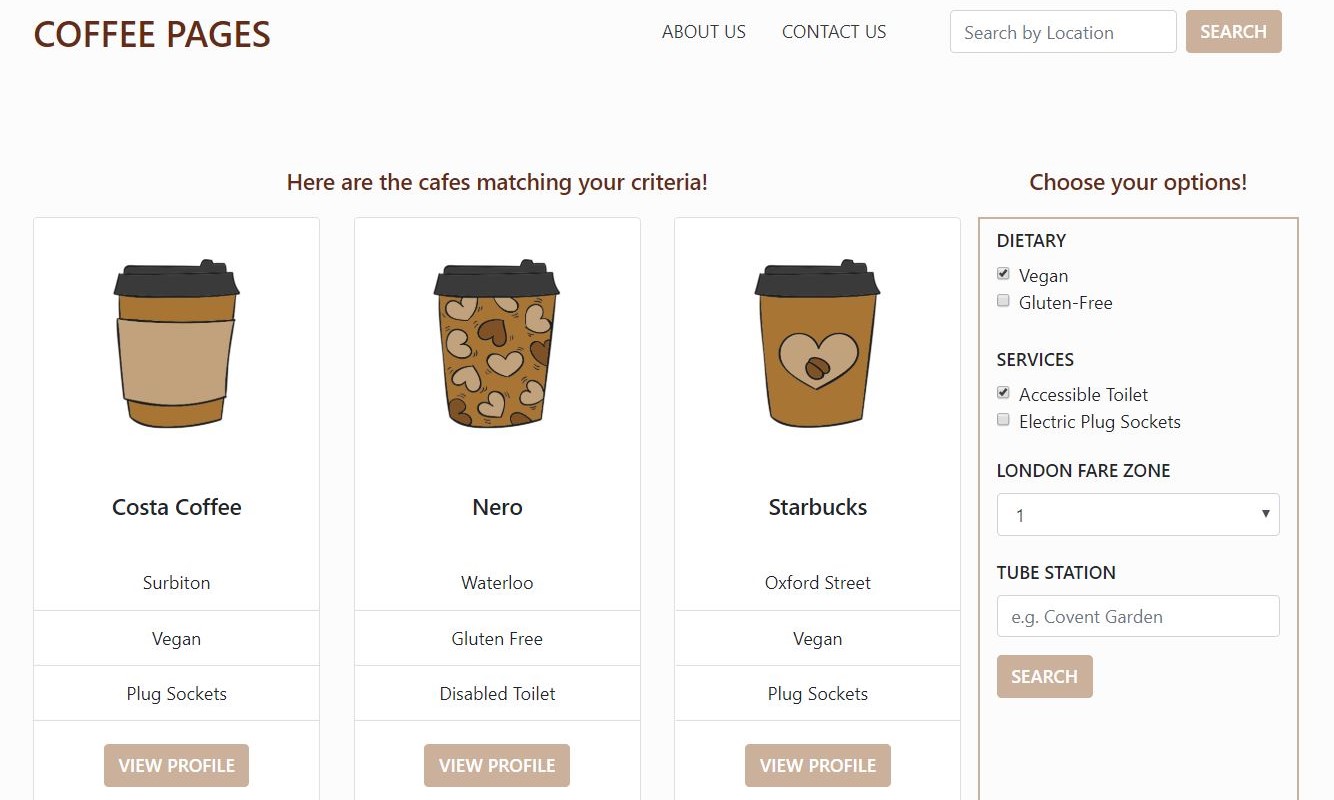 COFFEE PAGES
ABOUT US
CONTACT US
Search by Location
SEARCH
Here are the cafes matching your criteria!
Costa Coffee
Surbiton
Vegan
Plug Sockets
VIEW PROFILE
Nero
Waterloo
Gluten Free
Disabled Toilet
VIEW PROFILE
Starbucks
Oxford Street
Vegan
Plug Sockets
VIEW PROFILE
Choose your options!
DIETARY
Vegan
Gluten-Free
SERVICES
Accessible Toilet
Electric Plug Sockets
LONDON FARE ZONE
1
TUBE STATION
e.g. Covent Garden
SEARCH